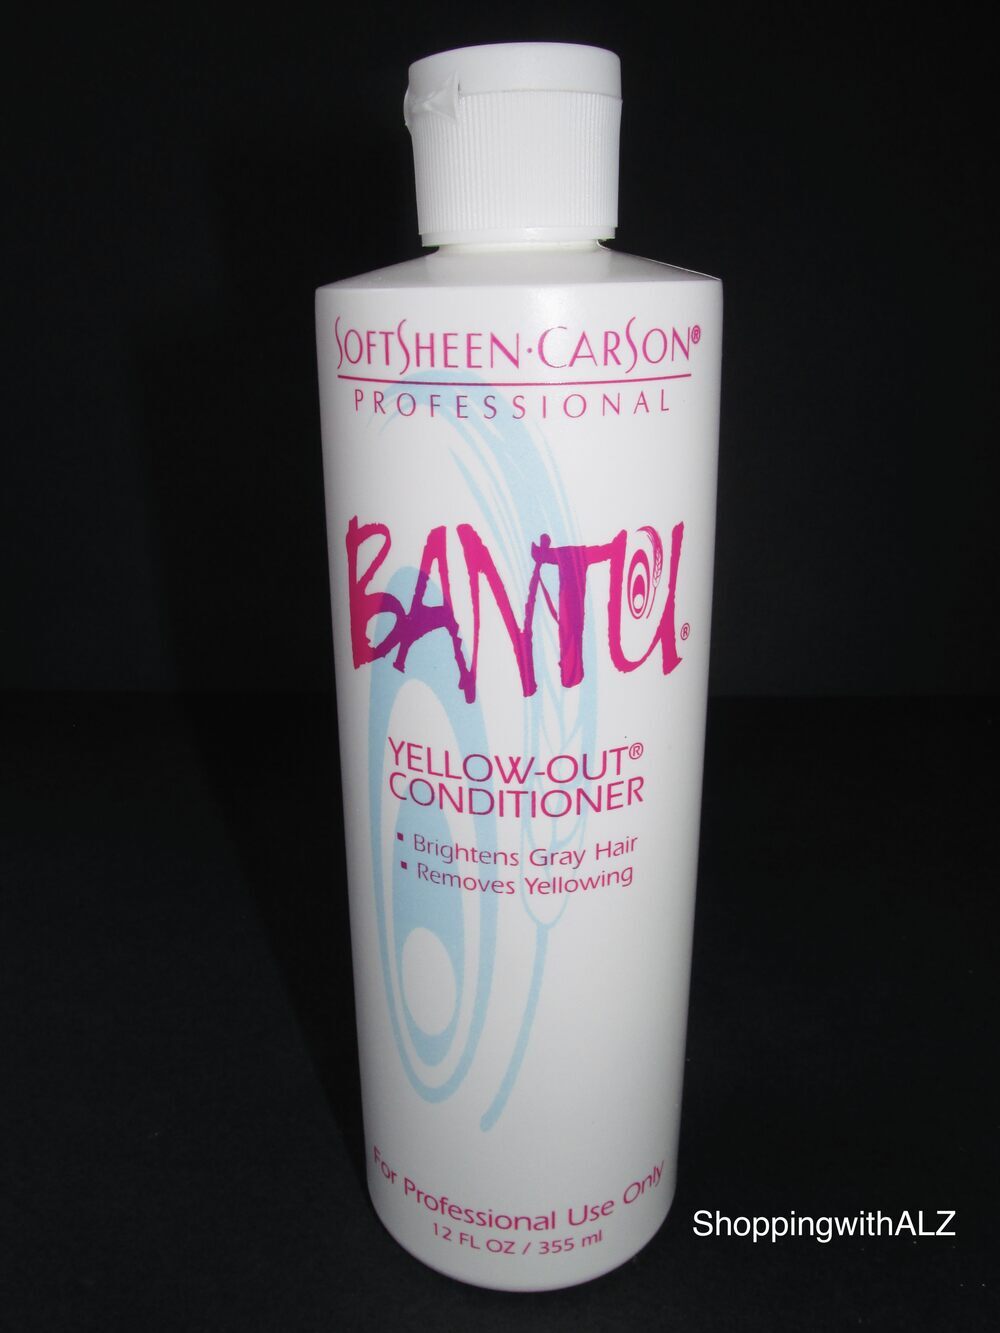 SOFTSHEEN·CARSON®
PROFESSIONAL
BANTU®
YELLOW-OUT®
CONDITIONER
▪ Brightens Gray Hair
▪ Removes Yellowing
For Professional Use Only
12 FL OZ / 355 ml
ShoppingwithALZ